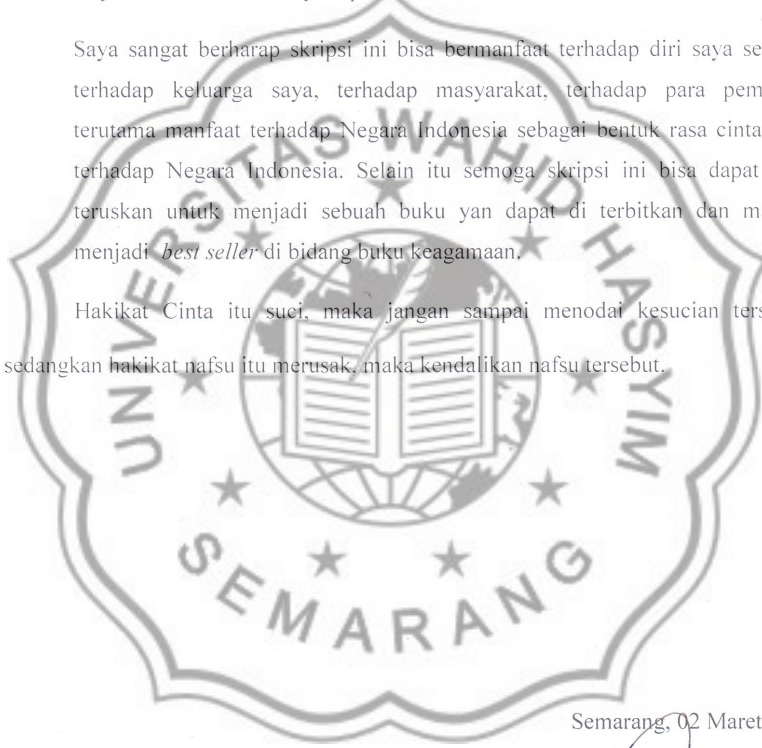 Saya sangat berharap skripsi ini bisa bermanfaat terhadap diri saya se
terhadap keluarga saya, terhadap masyarakat, terhadap para pem
terutama manfaat terhadap Negara Indonesia sebagai bentuk rasa cinta
terhadap Negara Indonesia. Selain itu semoga skripsi ini bisa dapat
teruskan untuk menjadi sebuah buku yan dapat di terbitkan dan m
menjadi best seller di bidang buku keagamaan.
Hakikat Cinta itu suci, maka jangan sampai menodai kesucian ters
sedangkan hakikat nafsu itu merusak, maka kendalikan nafsu tersebut.
UNIVERSITAS WAHID HASYIM
SEMARANG
Semarang, 02 Maret